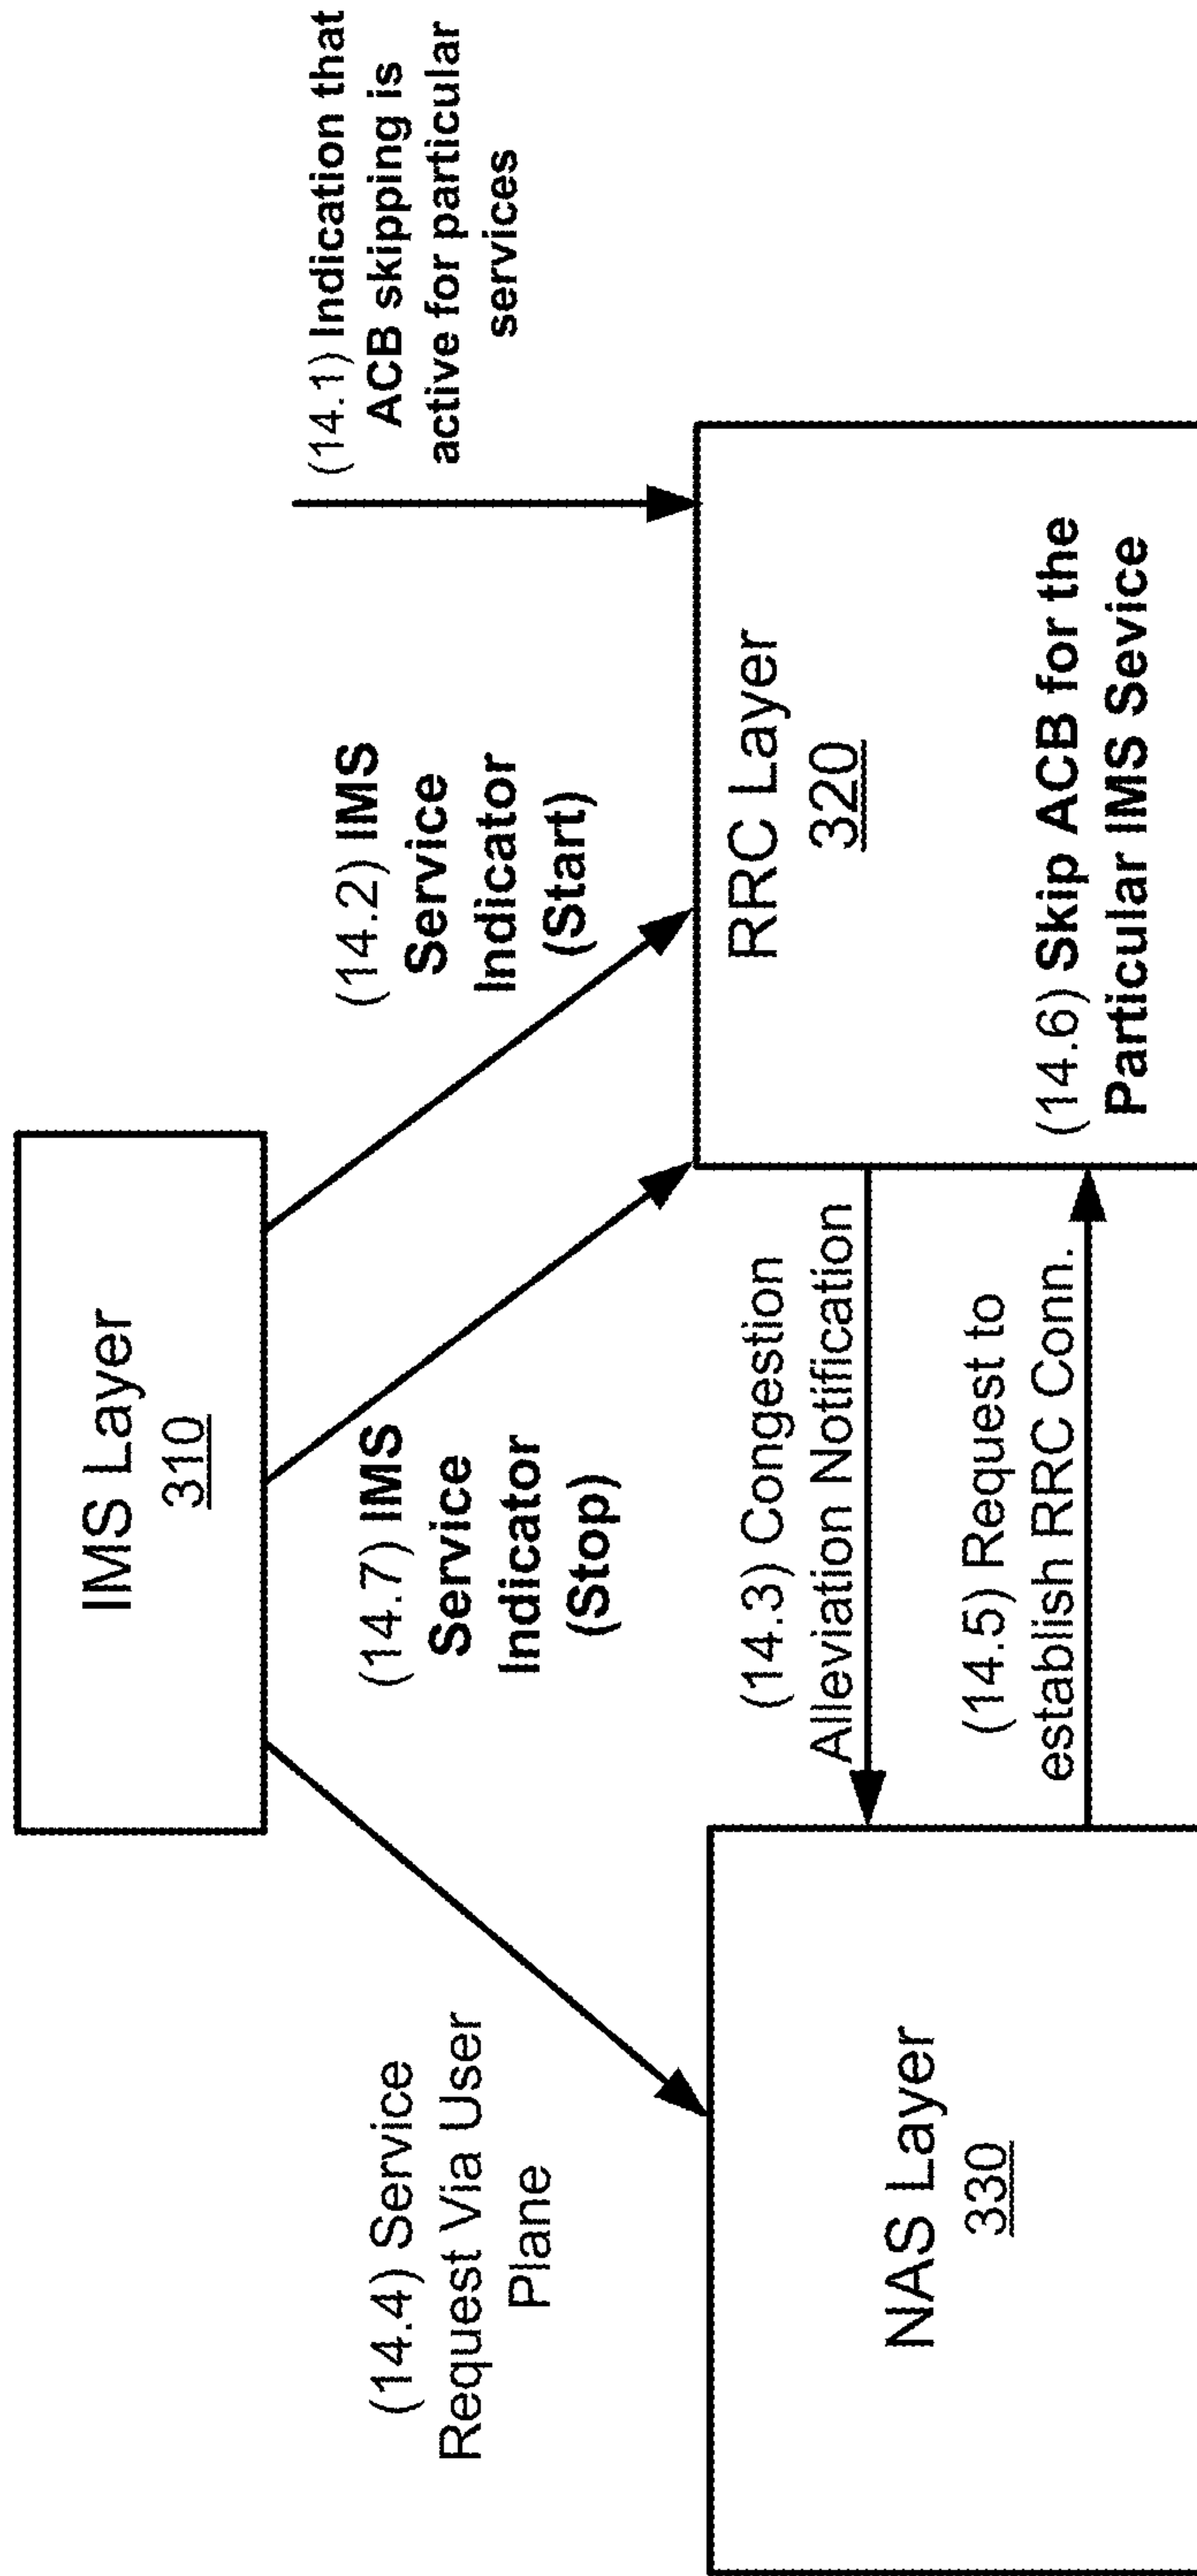 IMS Layer
310
(14.1) Indication that
ACB skipping is
active for particular
services
(14.2) IMS
Service
Indicator
(Start)
(14.7) IMS
Service
Indicator
(Stop)
(14.4) Service
Request Via User
Plane
RRC Layer
320
(14.6) Skip ACB for the
Particular IMS Sevice
(14.3) Congestion
Alleviation Notification
(14.5) Request to
establish RRC Conn.
NAS Layer
330